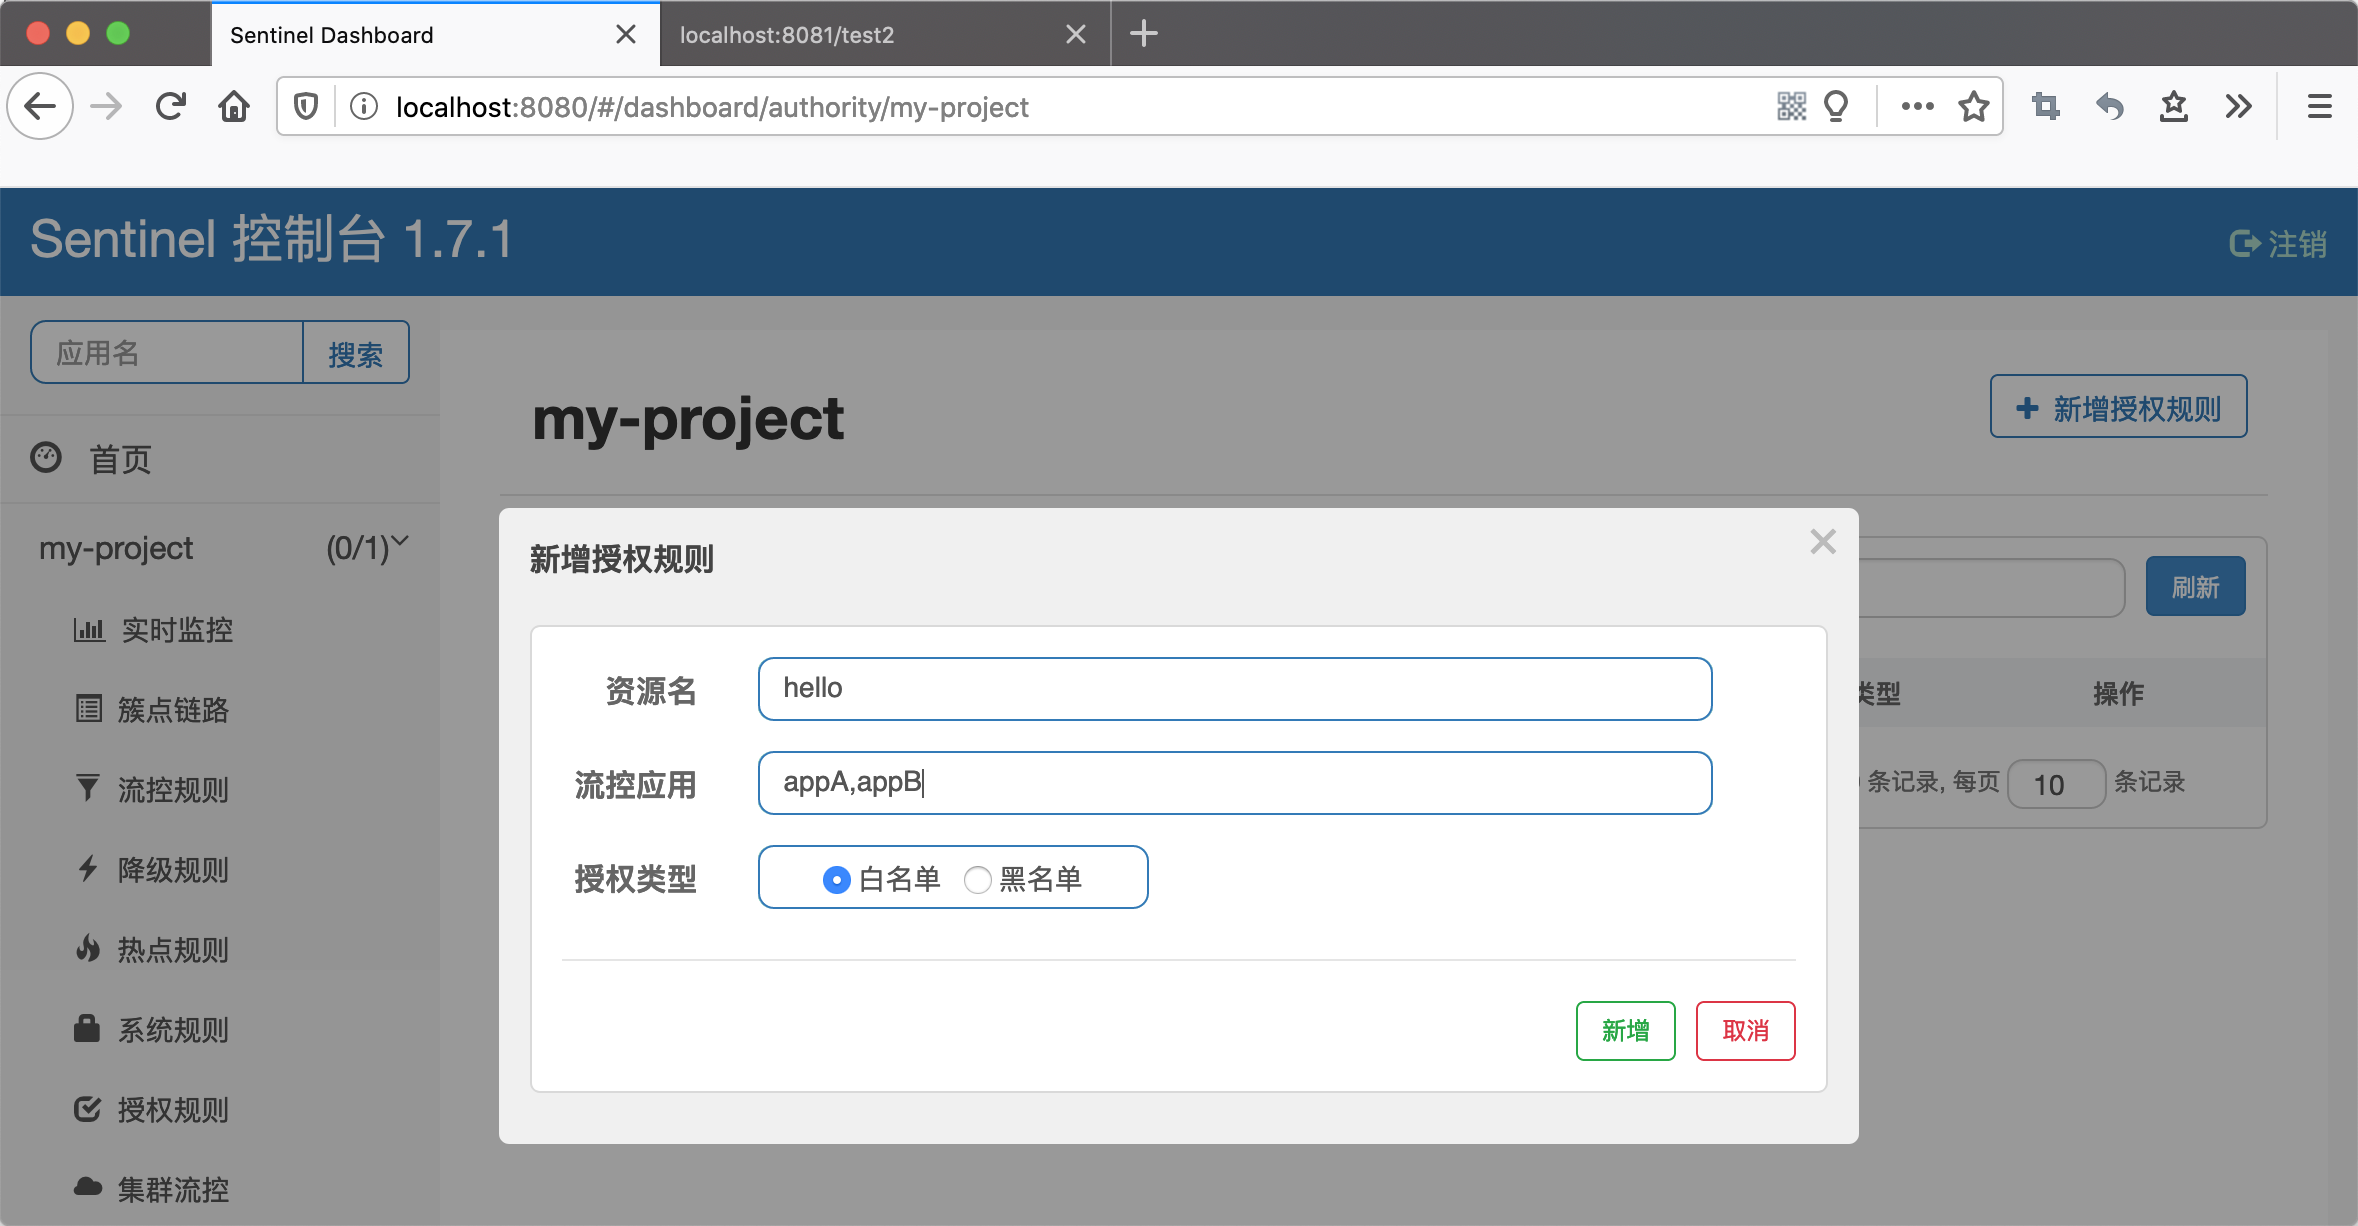 Sentinel Dashboard
localhost:8081/test2
localhost:8080/#/dashboard/authority/my-project
Sentinel 控制台 1.7.1
注销
应用名
搜索
首页
my-project
(0/1)
实时监控
簇点链路
流控规则
降级规则
热点规则
系统规则
授权规则
集群流控
my-project
新增授权规则
刷新
类型
操作
条记录, 每页 10 条记录
新增授权规则
资源名
hello
流控应用
appA,appB
授权类型
白名单
黑名单
新增
取消